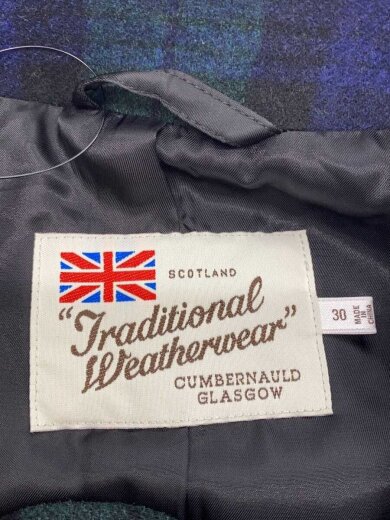 SCOTLAND
"Traditional
Weatherwear"
CUMBERNAULD
GLASGOW
30
MADE
IN
CHINA